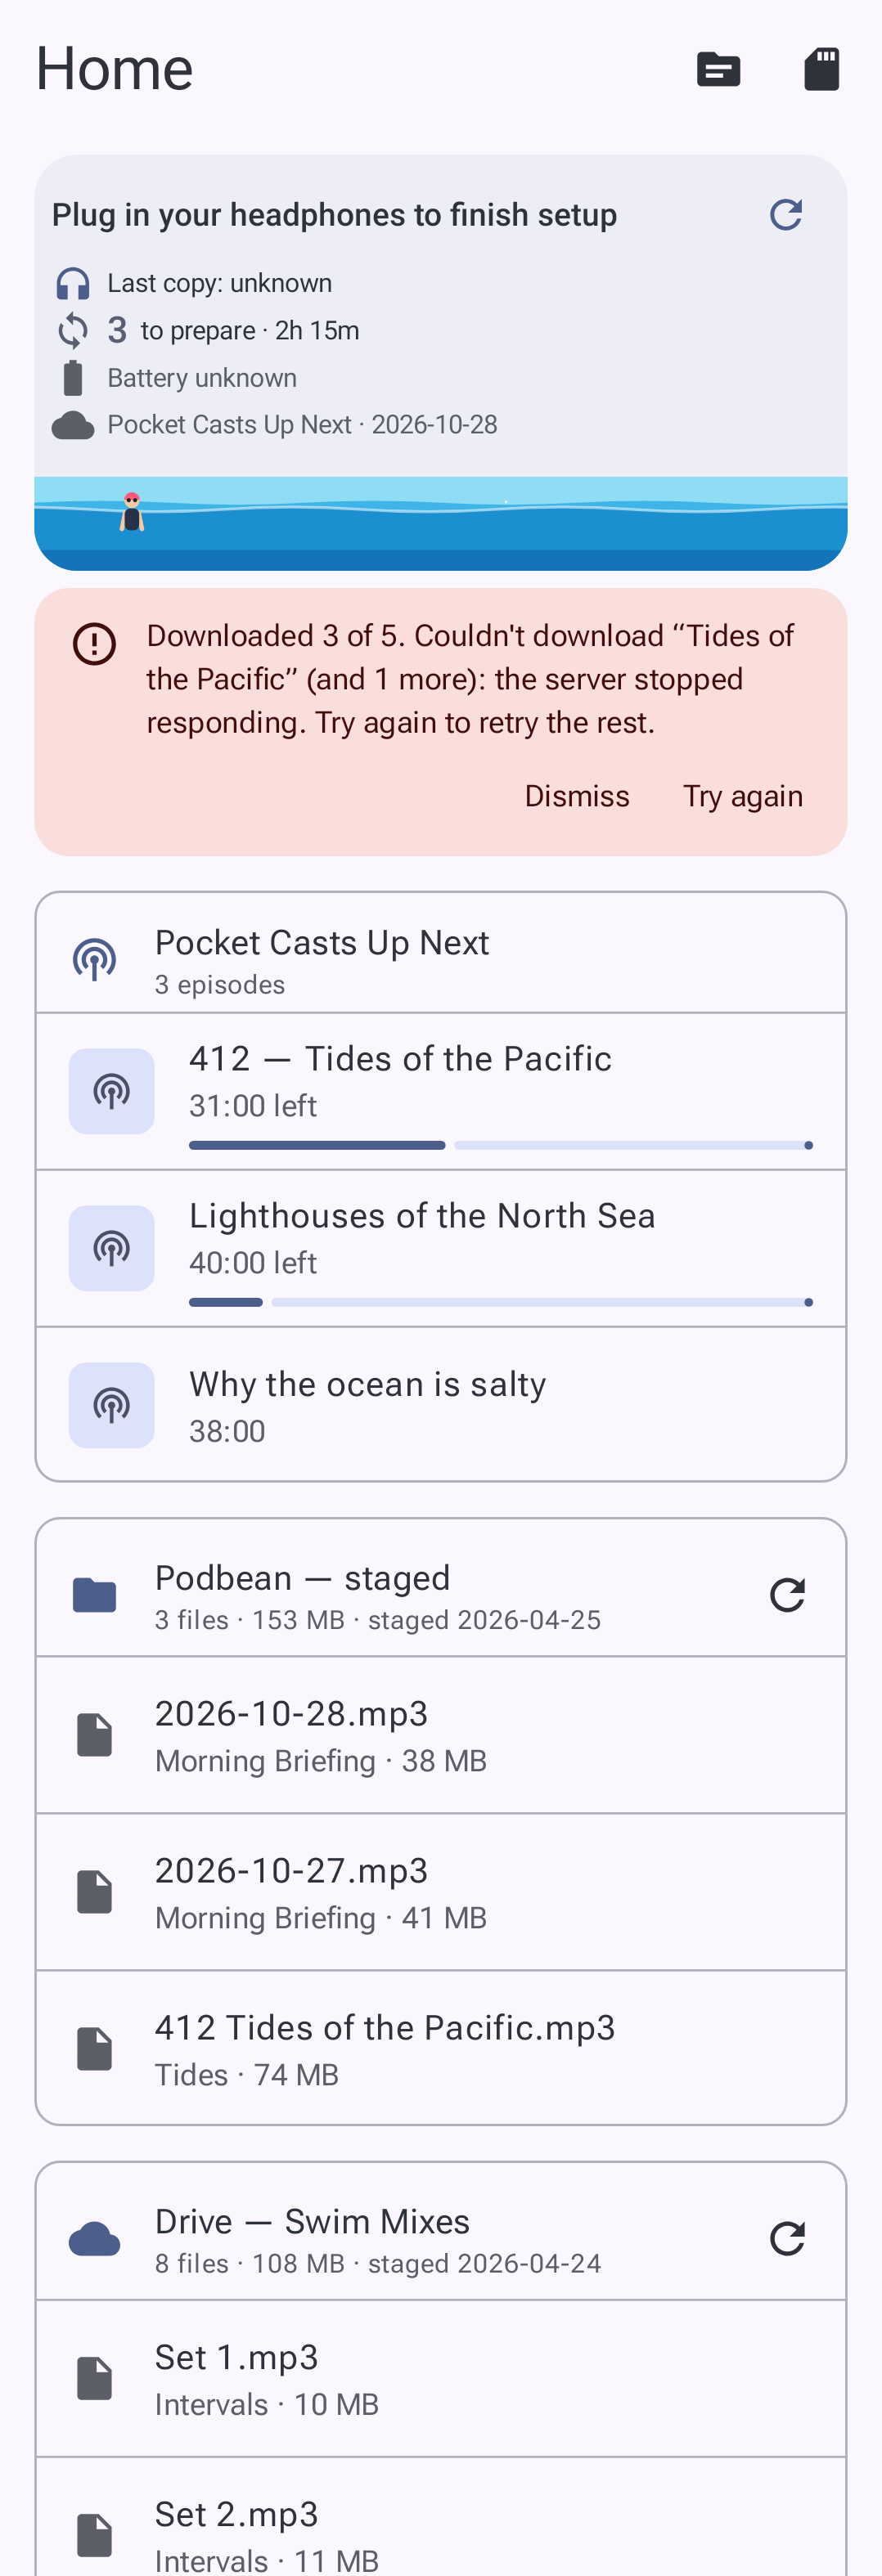 Home
Plug in your headphones to finish setup
Last copy: unknown
3 to prepare · 2h 15m
Battery unknown
Pocket Casts Up Next · 2026-10-28
Downloaded 3 of 5. Couldn't download “Tides of
the Pacific” (and 1 more): the server stopped
responding. Try again to retry the rest.
Dismiss Try again
Pocket Casts Up Next
3 episodes
412 — Tides of the Pacific
31:00 left
Lighthouses of the North Sea
40:00 left
Why the ocean is salty
38:00
Podbean — staged
3 files · 153 MB · staged 2026-04-25
2026-10-28.mp3
Morning Briefing · 38 MB
2026-10-27.mp3
Morning Briefing · 41 MB
412 Tides of the Pacific.mp3
Tides · 74 MB
Drive — Swim Mixes
8 files · 108 MB · staged 2026-04-24
Set 1.mp3
Intervals · 10 MB
Set 2.mp3
Intervals · 11 MB